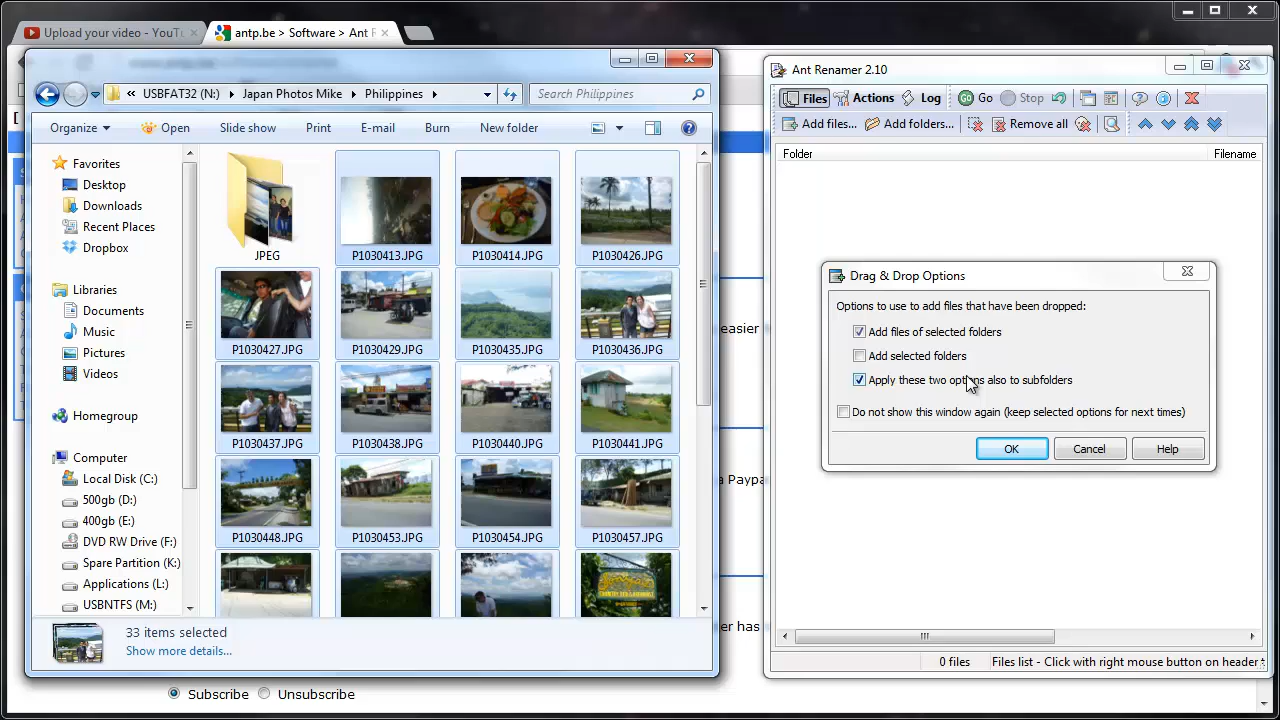 Upload your video - YouTu
antp.be > Software > Ant R
USBFAT32 (N:) Japan Photos Mike Philippines
Search Philippines
Organize Open Slide show Print E-mail Burn New folder
Favorites
Desktop
Downloads
Recent Places
Dropbox
Libraries
Documents
Music
Pictures
Videos
Homegroup
Computer
Local Disk (C:)
500gb (D:)
400gb (E:)
DVD RW Drive (F:)
Spare Partition (K:)
Applications (L:)
USBNTFS (M:)
JPEG P1030413.JPG P1030414.JPG P1030426.JPG
P1030427.JPG P1030429.JPG P1030435.JPG P1030436.JPG
P1030437.JPG P1030438.JPG P1030440.JPG P1030441.JPG
P1030448.JPG P1030453.JPG P1030454.JPG P1030457.JPG
33 items selected
Show more details...
easier
a Paypa
er has
Subscribe Unsubscribe
Ant Renamer 2.10
Files Actions Log Go Stop
Add files... Add folders... Remove all
Folder Filename
Drag & Drop Options
Options to use to add files that have been dropped:
Add files of selected folders
Add selected folders
Apply these two options also to subfolders
Do not show this window again (keep selected options for next times)
OK Cancel Help
0 files Files list - Click with right mouse button on header